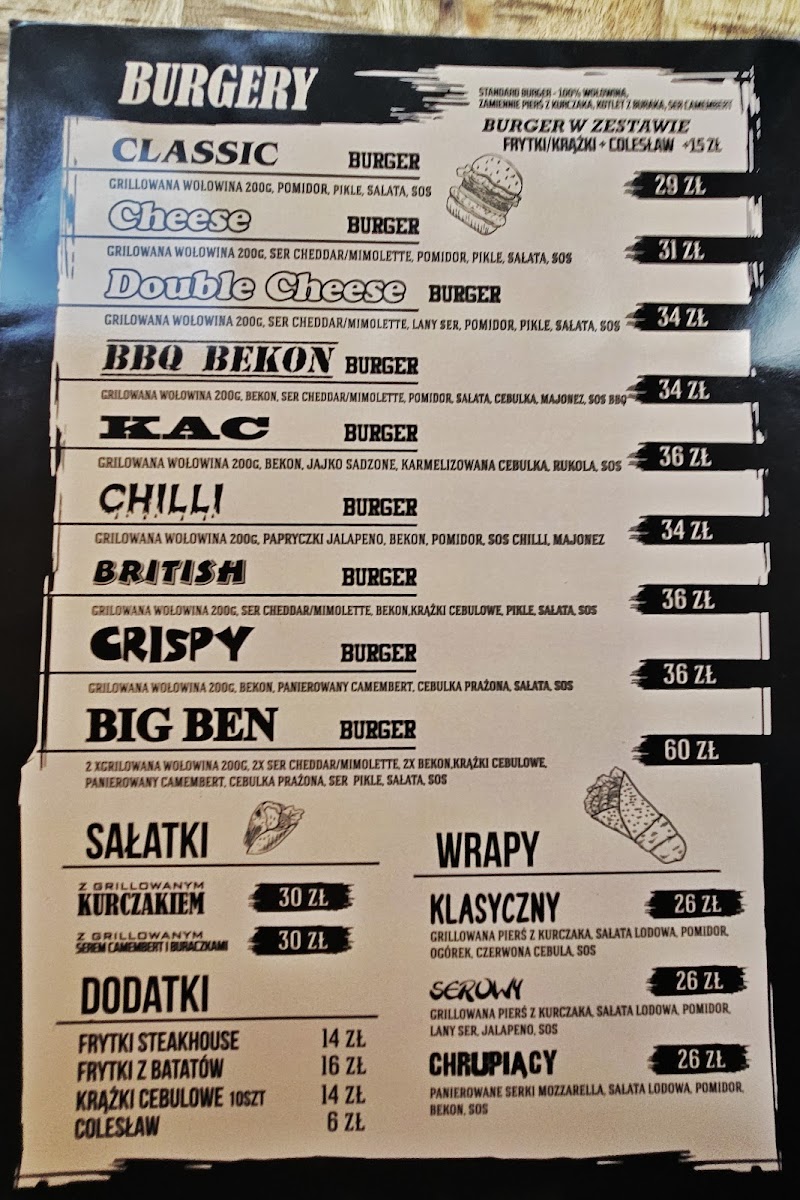 BURGERY
STANDARD BURGER - 100% WOŁOWINA,
ZAMIENNIE PIERŚ Z KURCZAKA, KOTLET Z BURAKA, SER CAMEMBERT
BURGER W ZESTAWIE
FRYTKI/KRĄŻKI + COLESŁAW +15 ZŁ
CLASSIC BURGER
GRILLOWANA WOŁOWINA 200G, POMIDOR, PIKLE, SAŁATA, SOS 29 ZŁ
Cheese BURGER
GRILOWANA WOŁOWINA 200G, SER CHEDDAR/MIMOLETTE, POMIDOR, PIKLE, SAŁATA, SOS 31 ZŁ
Double Cheese BURGER
GRILOWANA WOŁOWINA 200G, SER CHEDDAR/MIMOLETTE, LANY SER, POMIDOR, PIKLE, SAŁATA, SOS 34 ZŁ
BBQ BEKON BURGER
GRILOWANA WOŁOWINA 200G, BEKON, SER CHEDDAR/MIMOLETTE, POMIDOR, SAŁATA, CEBULKA, MAJONEZ, SOS BBQ 34 ZŁ
KAC BURGER
GRILOWANA WOŁOWINA 200G, BEKON, JAJKO SADZONE, KARMELIZOWANA CEBULKA, RUKOLA, SOS 36 ZŁ
CHILLI BURGER
GRILOWANA WOŁOWINA 200G, PAPRYCZKI JALAPENO, BEKON, POMIDOR, SOS CHILLI, MAJONEZ 34 ZŁ
BRITISH BURGER
GRILOWANA WOŁOWINA 200G, SER CHEDDAR/MIMOLETTE, BEKON,KRĄŻKI CEBULOWE, PIKLE, SAŁATA, SOS 36 ZŁ
CRISPY BURGER
GRILOWANA WOŁOWINA 200G, BEKON, PANIEROWANY CAMEMBERT, CEBULKA PRAŻONA, SAŁATA, SOS 36 ZŁ
BIG BEN BURGER
60 ZŁ
2 XGRILOWANA WOŁOWINA 200G, 2X SER CHEDDAR/MIMOLETTE, 2X BEKON,KRĄŻKI CEBULOWE,
PANIEROWANY CAMEMBERT, CEBULKA PRAŻONA, SER PIKLE, SAŁATA, SOS
SAŁATKI
Z GRILLOWANYM
KURCZAKIEM 30 ZŁ
Z GRILLOWANYM
SEREM CAMEMBERT I BURACZKAMI 30 ZŁ
DODATKI
FRYTKI STEAKHOUSE 14 ZŁ
FRYTKI Z BATATÓW 16 ZŁ
KRĄŻKI CEBULOWE 10SZT 14 ZŁ
COLESŁAW 6 ZŁ
WRAPY
KLASYCZNY 26 ZŁ
GRILLOWANA PIERŚ Z KURCZAKA, SAŁATA LODOWA, POMIDOR,
OGÓREK, CZERWONA CEBULA, SOS
SEROWY 26 ZŁ
GRILLOWANA PIERŚ Z KURCZAKA, SAŁATA LODOWA, POMIDOR,
LANY SER, JALAPENO, SOS
CHRUPIĄCY 26 ZŁ
PANIEROWANE SERKI MOZZARELLA, SAŁATA LODOWA, POMIDOR,
BEKON, SOS